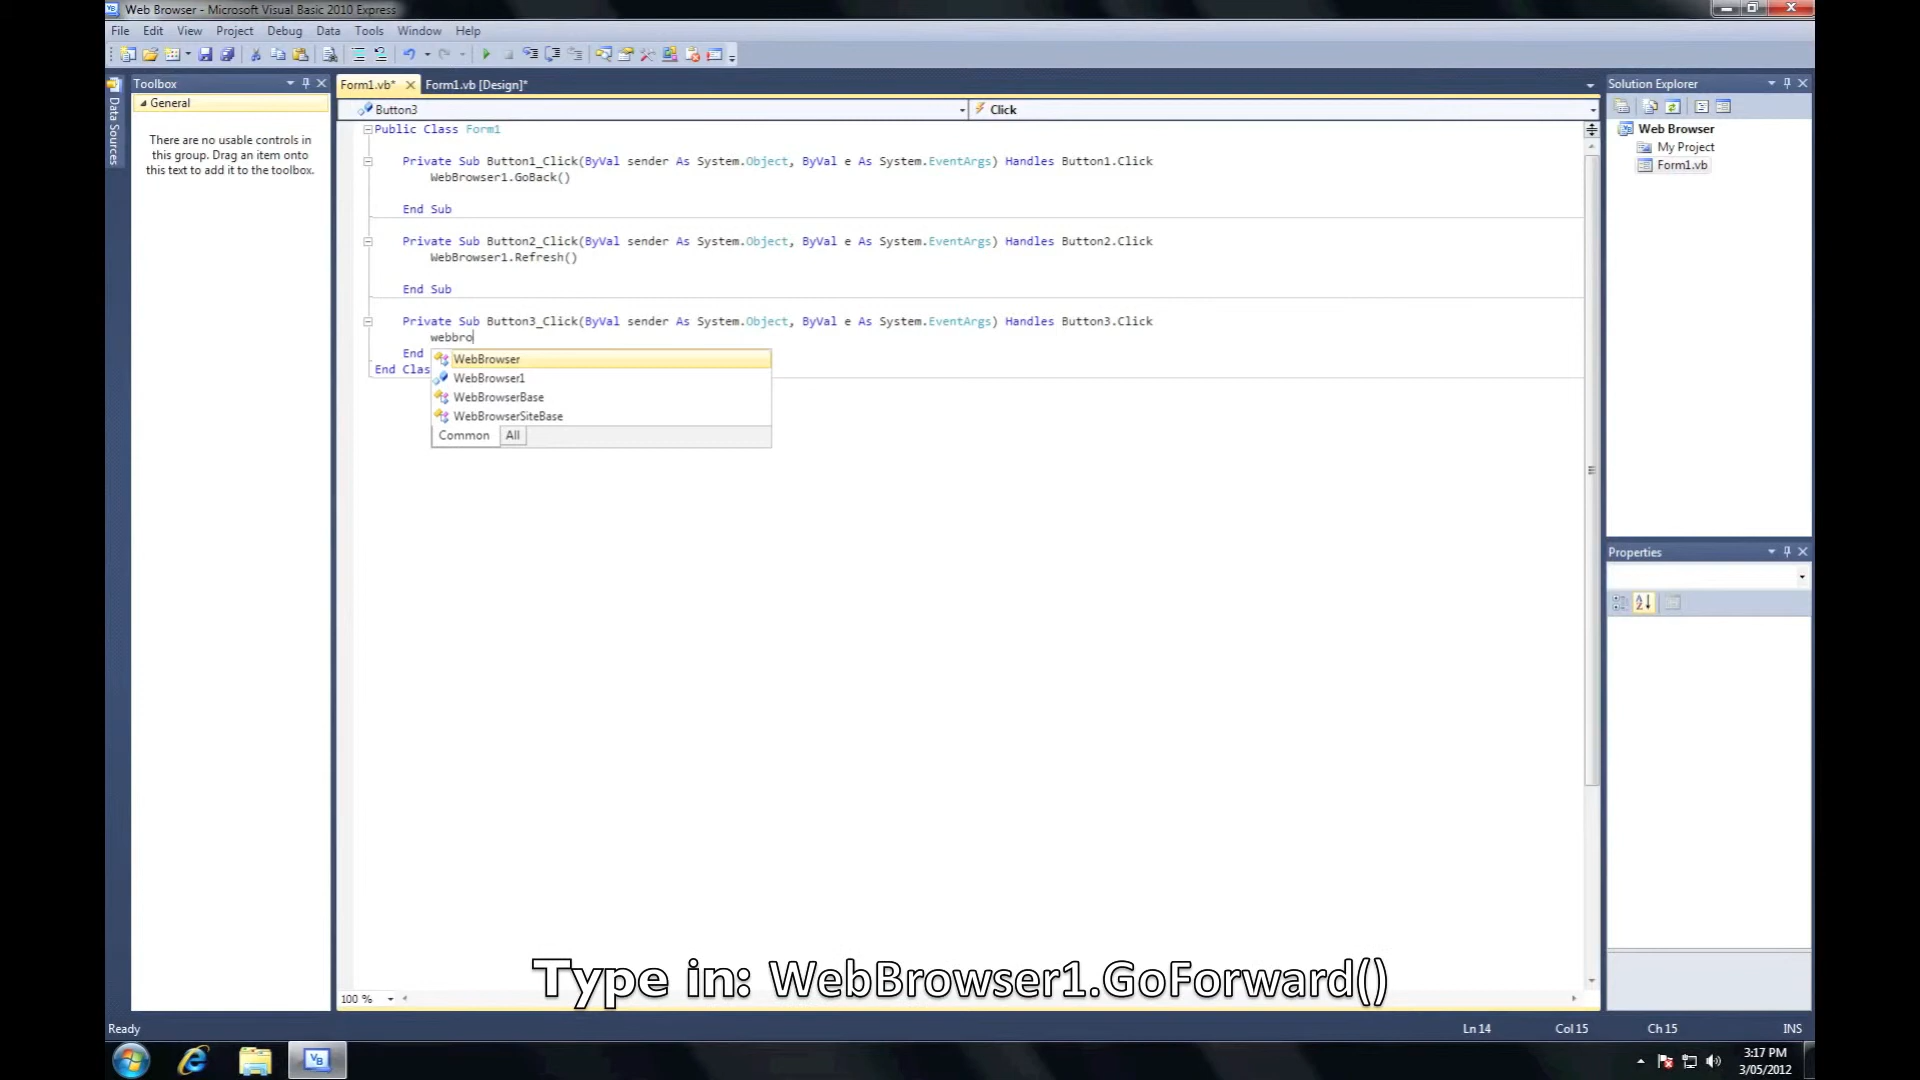 Web Browser - Microsoft Visual Basic 2010 Express
File Edit View Project Debug Data Tools Window Help
Toolbox
General
There are no usable controls in
this group. Drag an item onto
this text to add it to the toolbox.
Data Sources
Form1.vb*
Form1.vb [Design]*
Button3
Click
Public Class Form1
Private Sub Button1_Click(ByVal sender As System.Object, ByVal e As System.EventArgs) Handles Button1.Click
WebBrowser1.GoBack()
End Sub
Private Sub Button2_Click(ByVal sender As System.Object, ByVal e As System.EventArgs) Handles Button2.Click
WebBrowser1.Refresh()
End Sub
Private Sub Button3_Click(ByVal sender As System.Object, ByVal e As System.EventArgs) Handles Button3.Click
webbro
End
End Clas
WebBrowser
WebBrowser1
WebBrowserBase
WebBrowserSiteBase
Common All
Solution Explorer
Web Browser
My Project
Form1.vb
Properties
Type in: WebBrowser1.GoForward()
100 %
Ready
Ln 14 Col 15 Ch 15 INS
VB
3:17 PM
3/05/2012